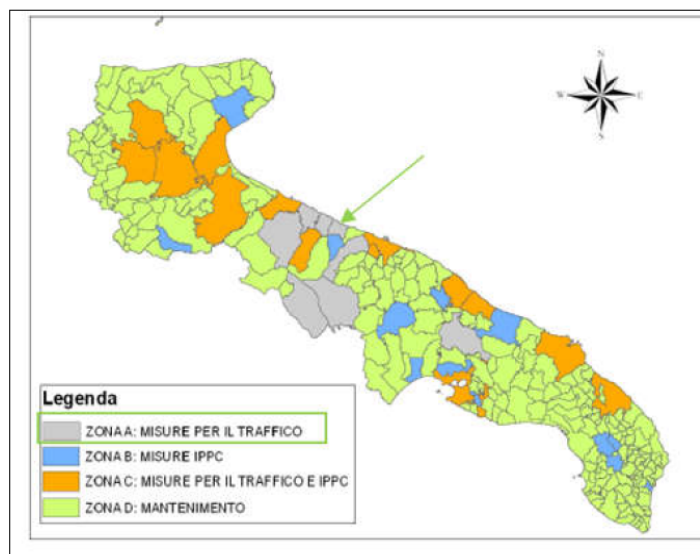 N
W E
S
Legenda
ZONA A: MISURE PER IL TRAFFICO
ZONA B: MISURE IPPC
ZONA C: MISURE PER IL TRAFFICO E IPPC
ZONA D: MANTENIMENTO